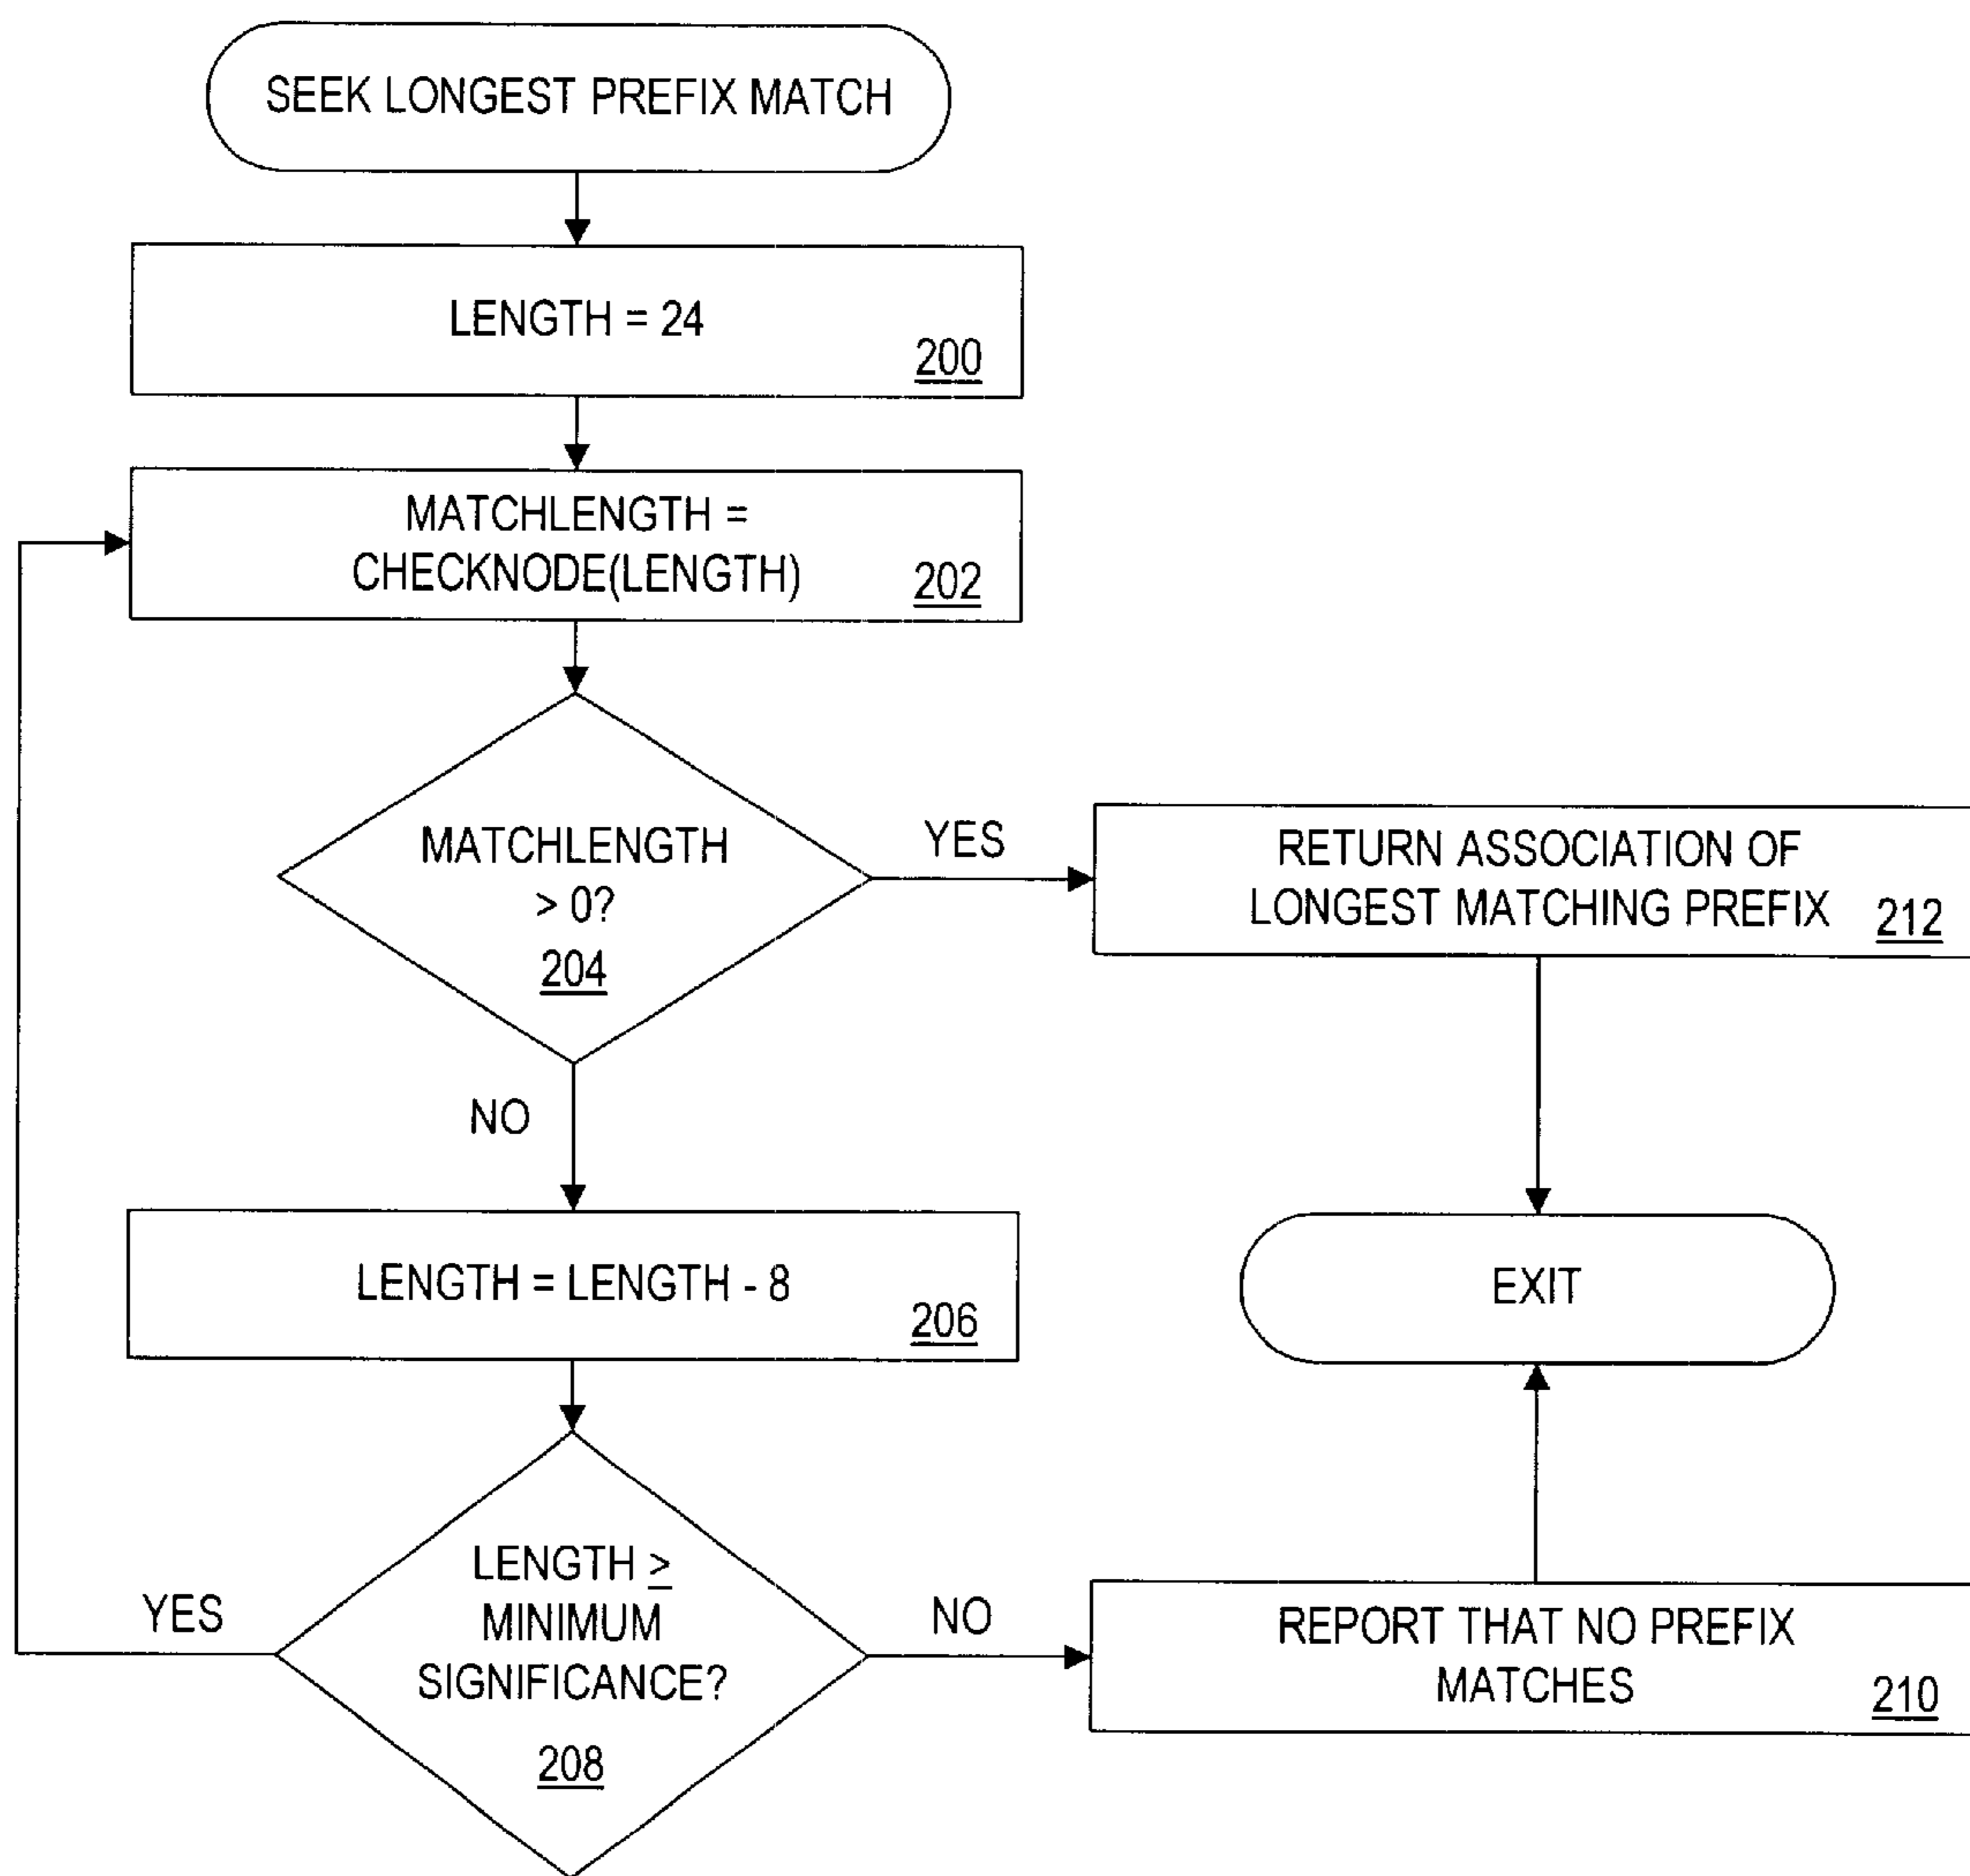 SEEK LONGEST PREFIX MATCH
LENGTH = 24
200
MATCHLENGTH =
CHECKNODE(LENGTH)
202
MATCHLENGTH
> 0?
204
YES
RETURN ASSOCIATION OF
LONGEST MATCHING PREFIX
212
NO
LENGTH = LENGTH - 8
206
EXIT
LENGTH ≥
MINIMUM
SIGNIFICANCE?
208
YES
NO
REPORT THAT NO PREFIX
MATCHES
210